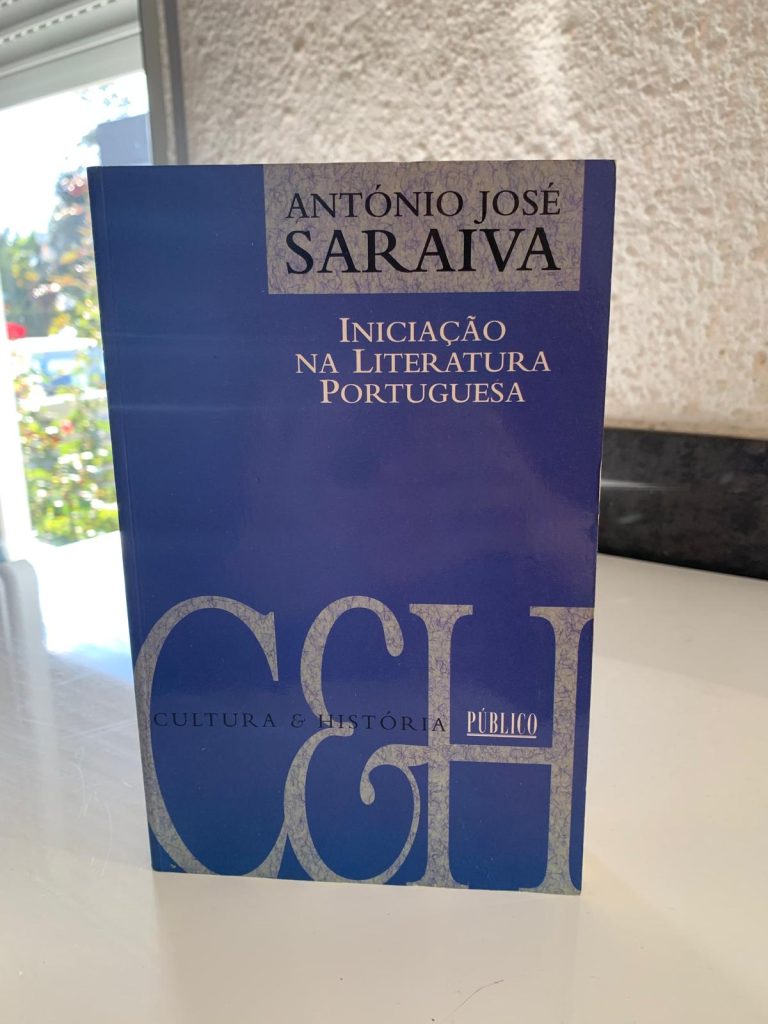 ANTÓNIO JOSÉ
SARAIVA
INICIAÇÃO
NA LITERATURA
PORTUGUESA
C&H
CULTURA & HISTÓRIA PÚBLICO